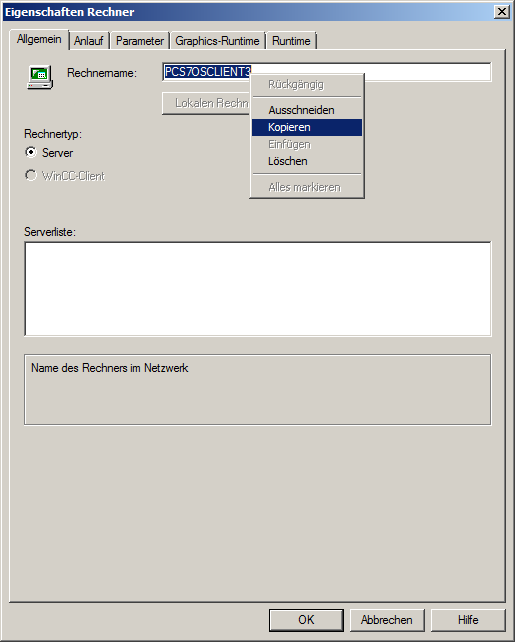 Eigenschaften Rechner
Allgemein Anlauf Parameter Graphics-Runtime Runtime
Rechnername: PCS7OSCLIENT3
Rückgängig
Lokalen Rechn
Ausschneiden
Kopieren
Einfügen
Löschen
Alles markieren
Rechnertyp:
Server
WinCC-Client
Serverliste:
Name des Rechners im Netzwerk
OK Abbrechen Hilfe